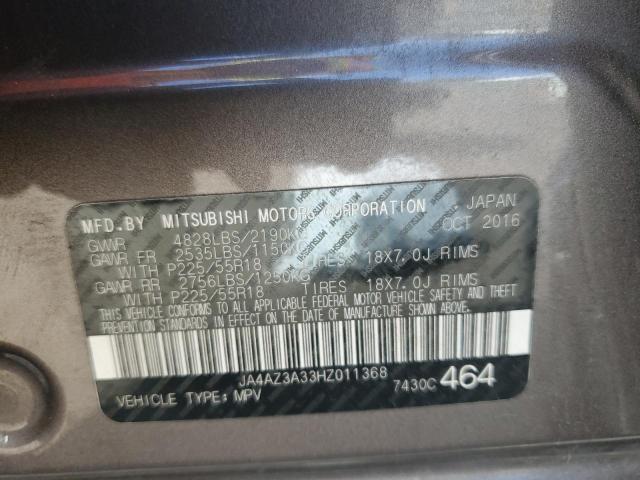 MFD.BY MITSUBISHI MOTORS CORPORATION JAPAN
GVWR 4828LBS/2190KG OCT 2016
GAWR FR 2535LBS/1150KG
WITH P225/55R18 TIRES 18X7.0J RIMS
GAWR RR 2756LBS/1250KG
WITH P225/55R18 TIRES 18X7.0J RIMS
THIS VEHICLE CONFORMS TO ALL APPLICABLE FEDERAL MOTOR VEHICLE SAFETY AND THEFT
PREVENTION STANDARDS IN EFFECT ON THE DATE OF MANUFACTURE SHOWN ABOVE.
JA4AZ3A33HZ011368
VEHICLE TYPE: MPV 7430C 464